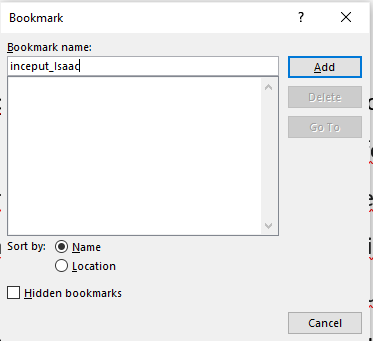 Bookmark
Bookmark name:
inceput_Isaac
Add
Delete
Go To
Sort by:
Name
Location
Hidden bookmarks
Cancel